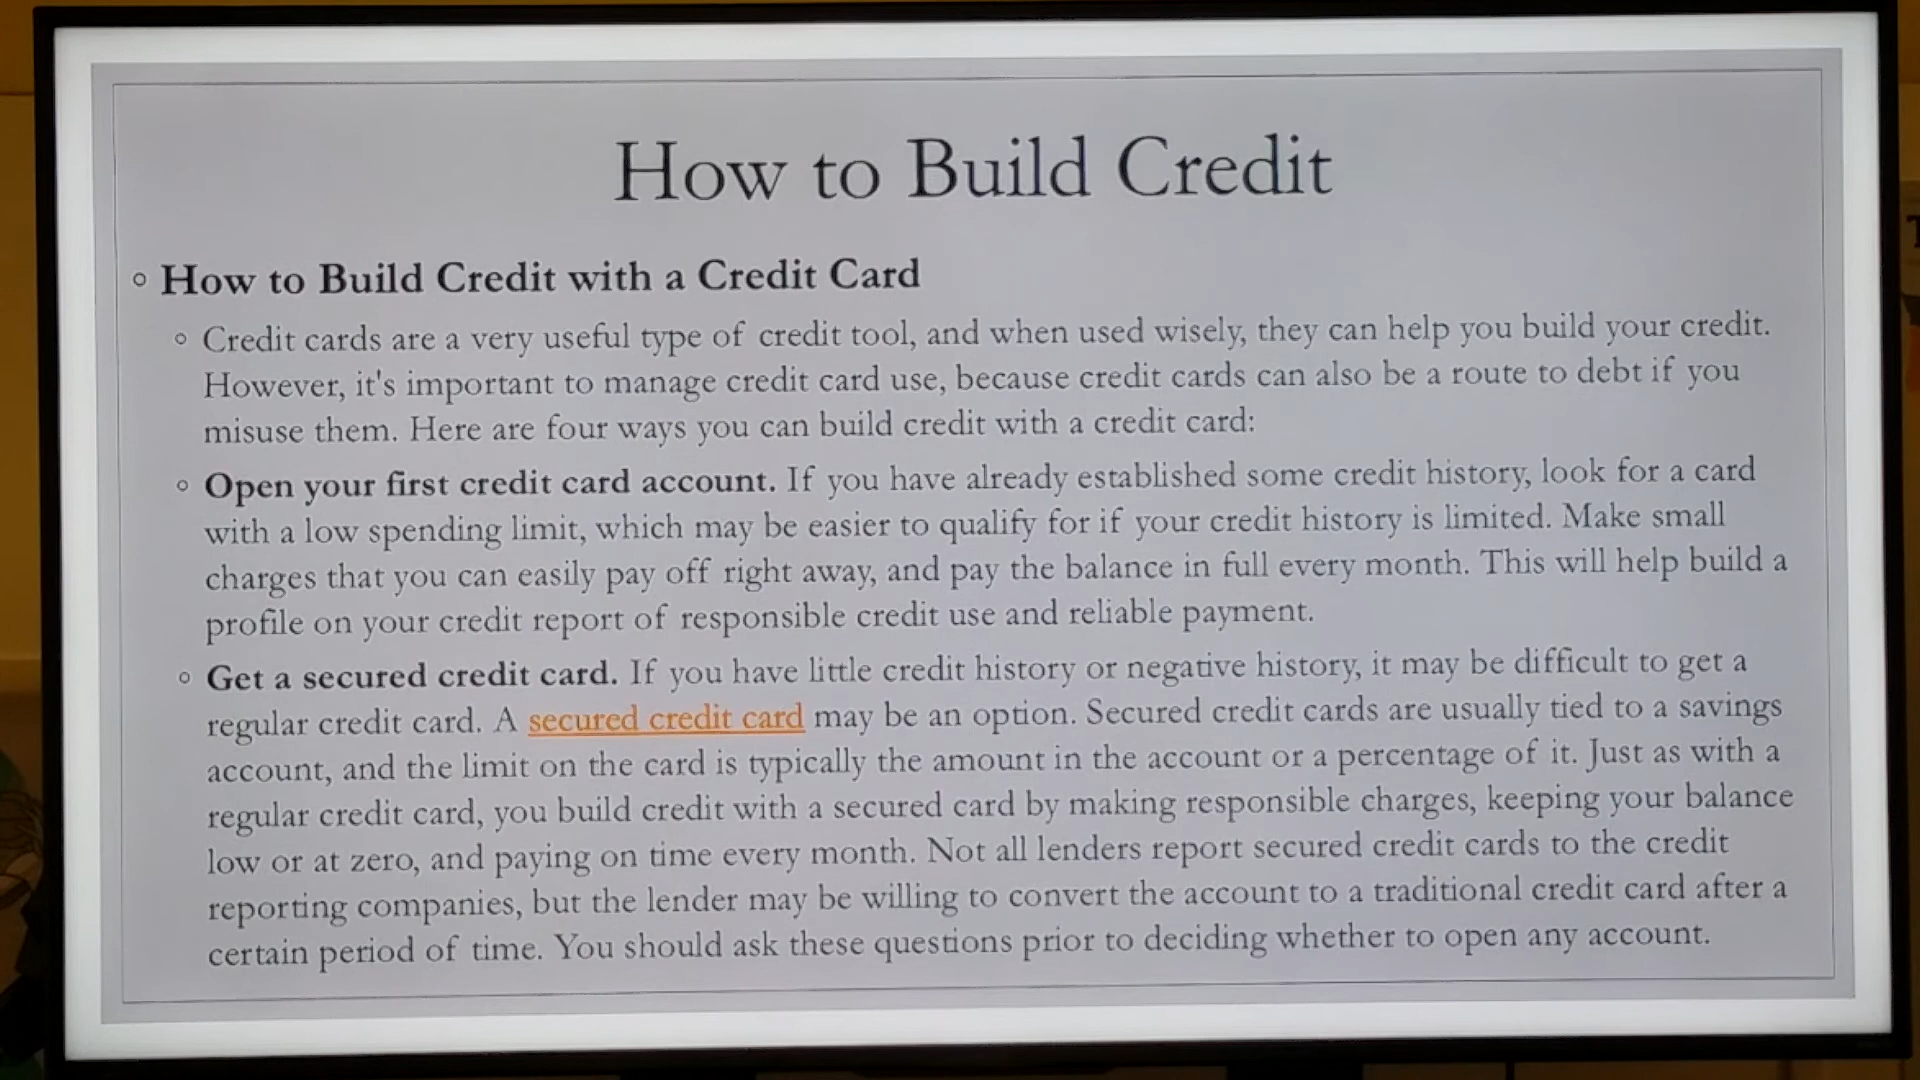 How to Build Credit
How to Build Credit with a Credit Card
Credit cards are a very useful type of credit tool, and when used wisely, they can help you build your credit.
However, it's important to manage credit card use, because credit cards can also be a route to debt if you
misuse them. Here are four ways you can build credit with a credit card:
Open your first credit card account. If you have already established some credit history, look for a card
with a low spending limit, which may be easier to qualify for if your credit history is limited. Make small
charges that you can easily pay off right away, and pay the balance in full every month. This will help build a
profile on your credit report of responsible credit use and reliable payment.
Get a secured credit card. If you have little credit history or negative history, it may be difficult to get a
regular credit card. A secured credit card may be an option. Secured credit cards are usually tied to a savings
account, and the limit on the card is typically the amount in the account or a percentage of it. Just as with a
regular credit card, you build credit with a secured card by making responsible charges, keeping your balance
low or at zero, and paying on time every month. Not all lenders report secured credit cards to the credit
reporting companies, but the lender may be willing to convert the account to a traditional credit card after a
certain period of time. You should ask these questions prior to deciding whether to open any account.